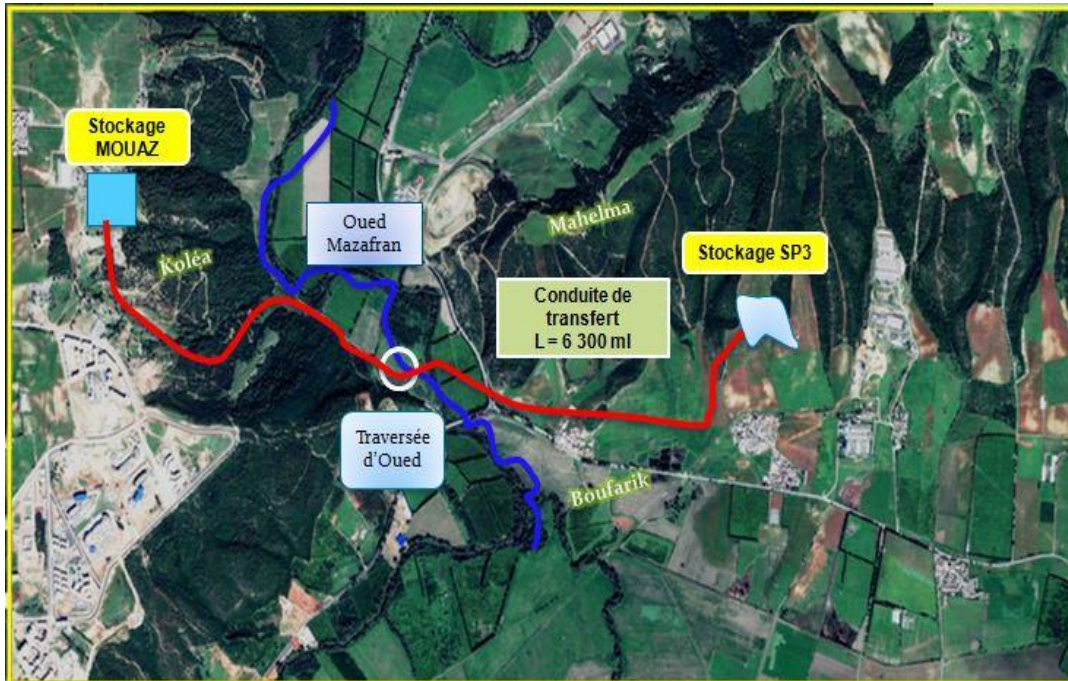 Stockage
MOUAZ
Oued
Mazafran
Mahelma
Koléa
Stockage SP3
Conduite de
transfert
L = 6 300 ml
Traversée
d'Oued
Boufarik